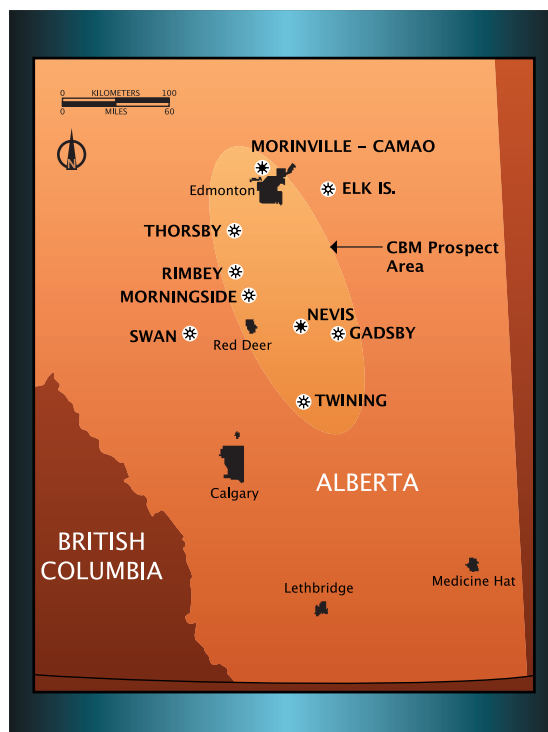 0 KILOMETERS 100
0 MILES 60
N
MORINVILLE – CAMAO
Edmonton
ELK IS.
THORSBY
CBM Prospect
Area
RIMBEY
MORNINGSIDE
NEVIS
SWAN
Red Deer
GADSBY
TWINING
Calgary
ALBERTA
BRITISH
COLUMBIA
Lethbridge
Medicine Hat